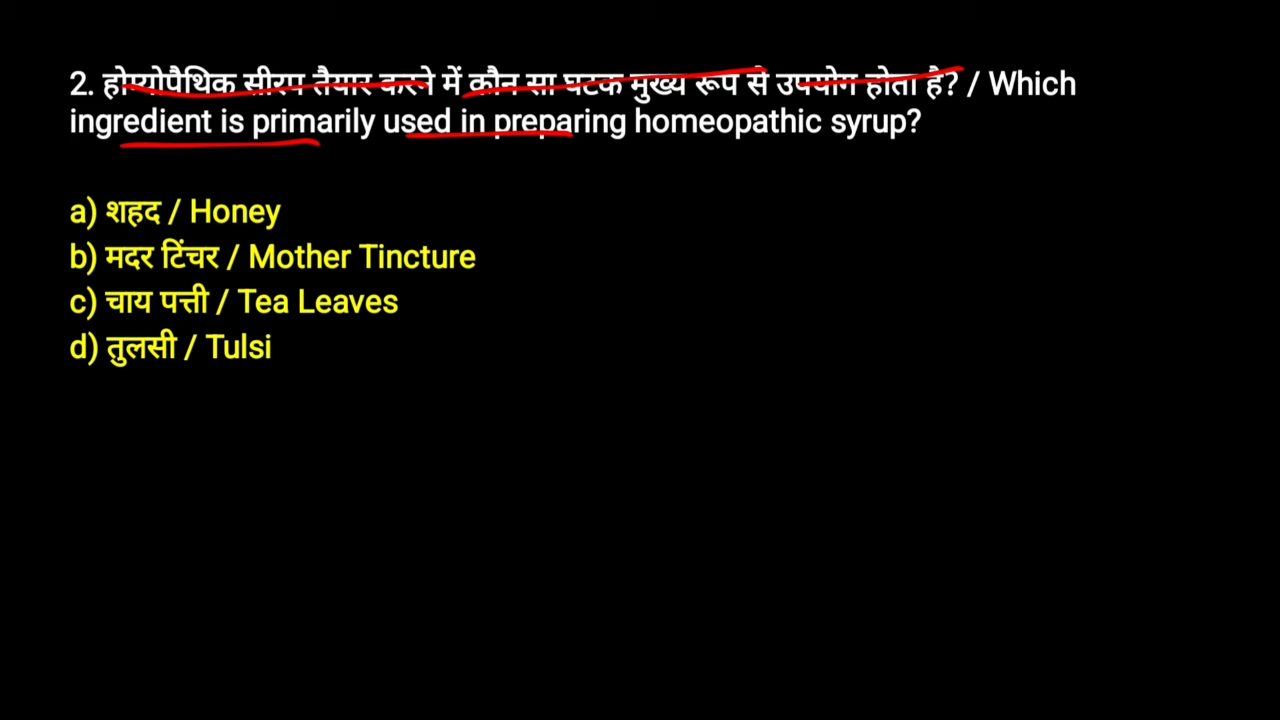 2. होम्योपैथिक सीरप तैयार करने में कौन सा घटक मुख्य रूप से उपयोग होता है? / Which
ingredient is primarily used in preparing homeopathic syrup?
a) शहद / Honey
b) मदर टिंचर / Mother Tincture
c) चाय पत्ती / Tea Leaves
d) तुलसी / Tulsi